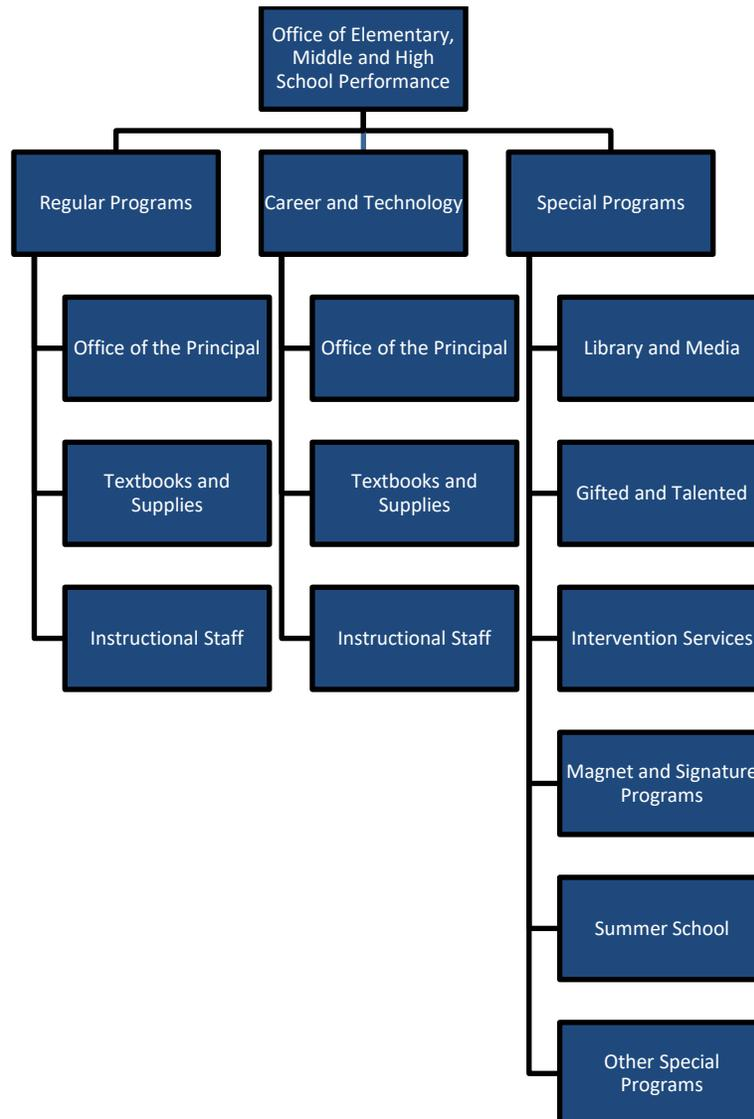 Office of Elementary,
Middle and High
School Performance
Regular Programs
Career and Technology
Special Programs
Office of the Principal
Textbooks and
Supplies
Instructional Staff
Office of the Principal
Textbooks and
Supplies
Instructional Staff
Library and Media
Gifted and Talented
Intervention Services
Magnet and Signature
Programs
Summer School
Other Special
Programs